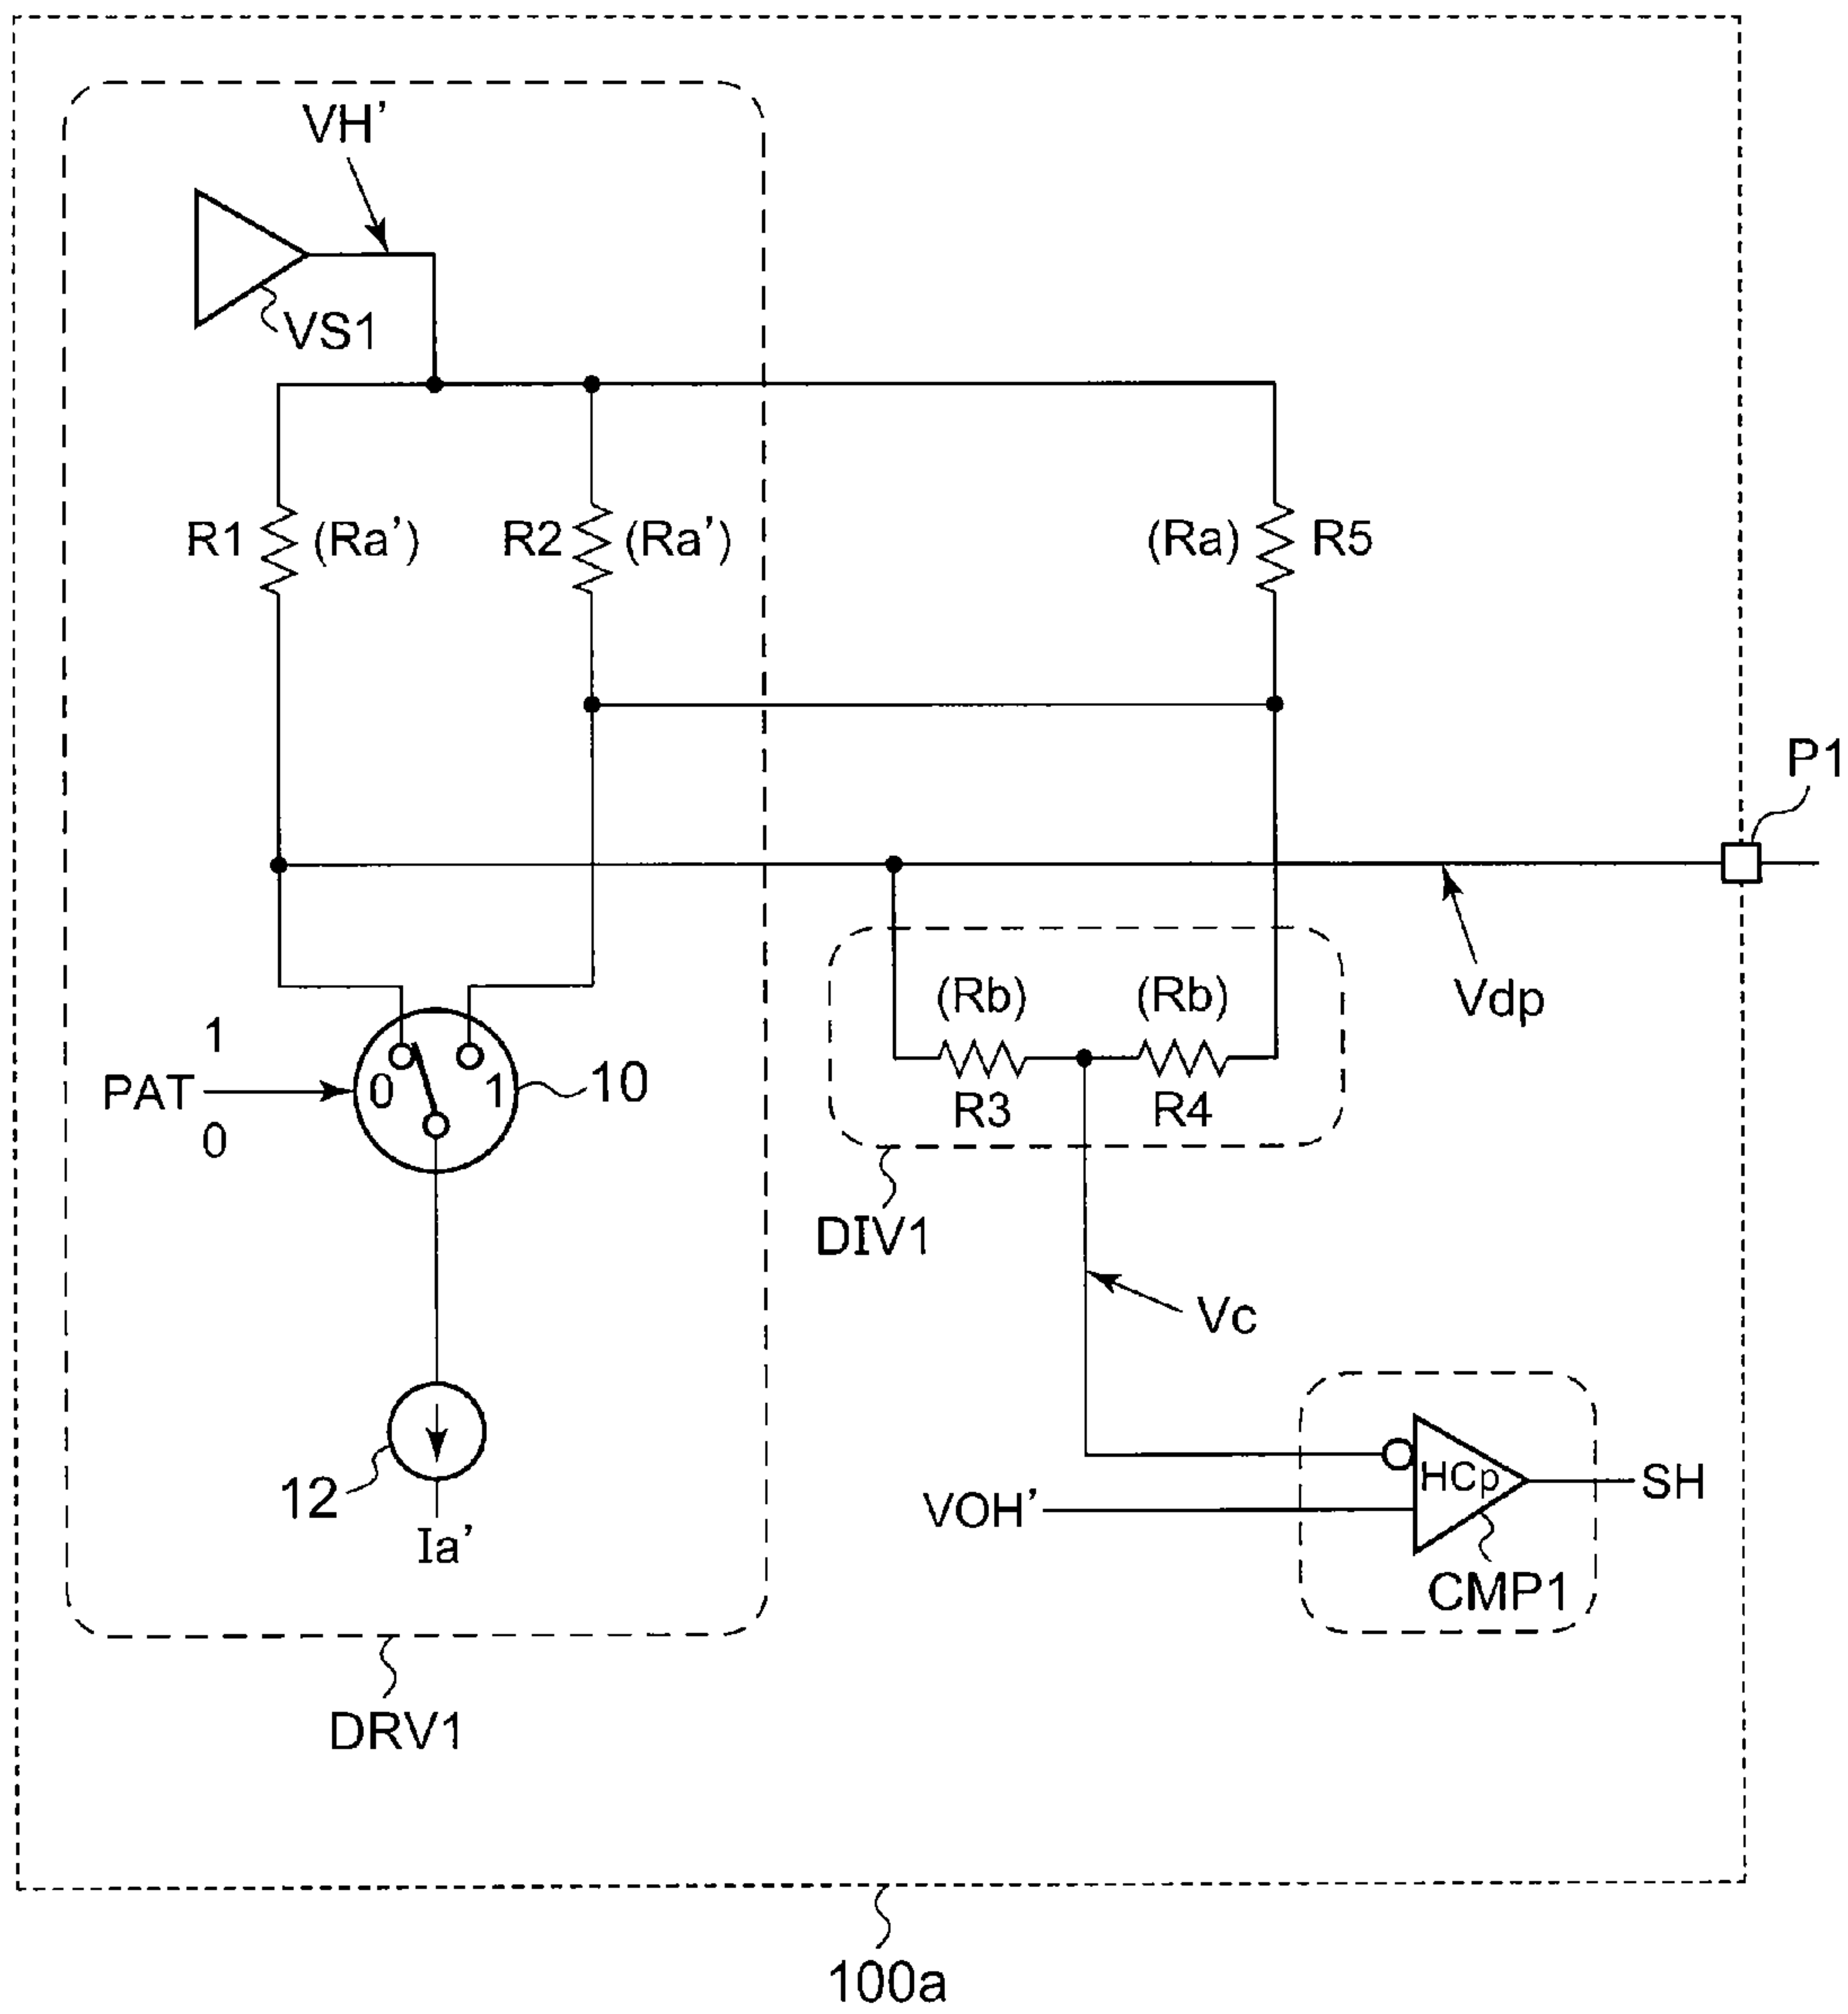 VH’
VS1
R1 (Ra’) R2 (Ra’) (Ra) R5
P1
Vdp
(Rb) (Rb)
R3 R4
1
PAT
0
0 1 10
DIV1
Vc
12
Ia’
HCp
SH
VOH’
CMP1
DRV1
100a